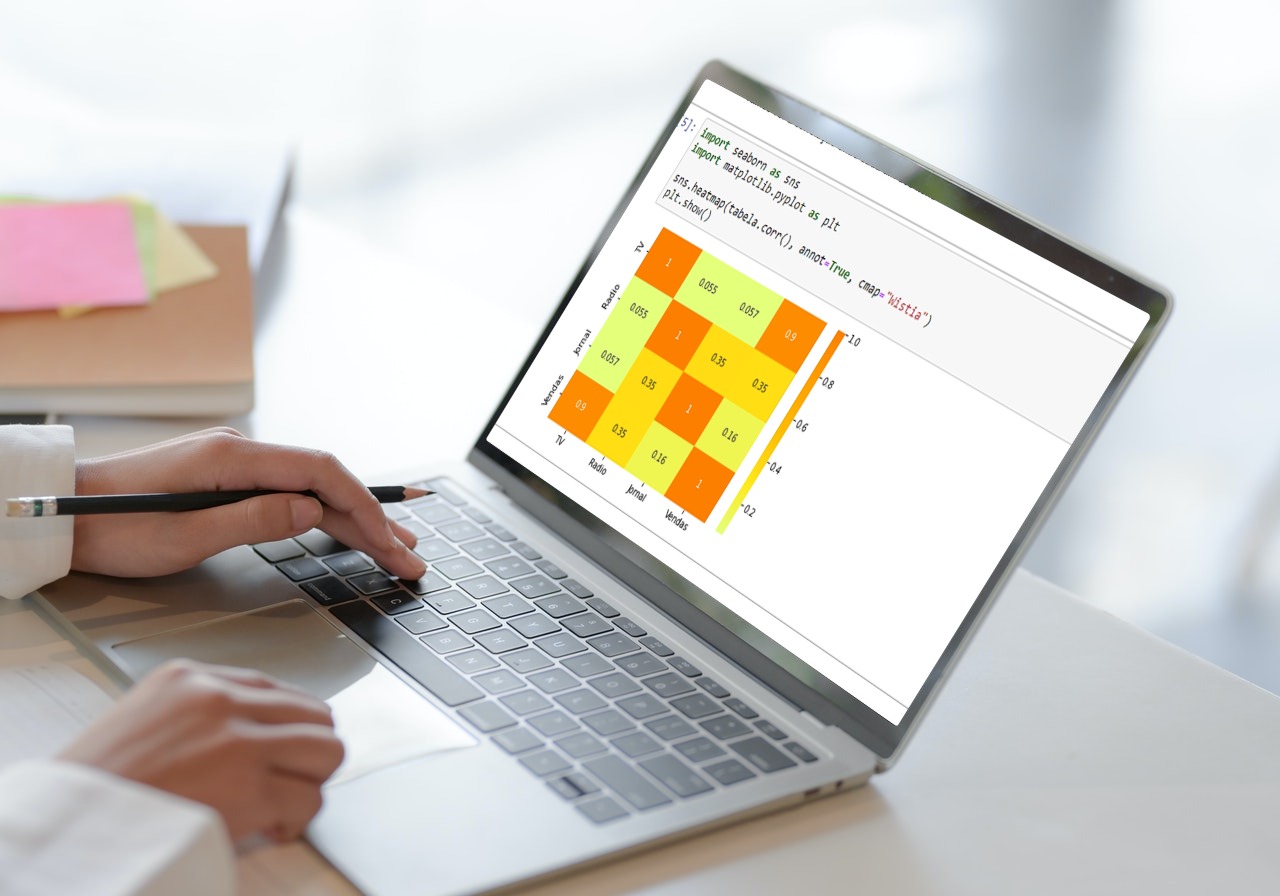 5]:
import seaborn as sns
import matplotlib.pyplot as plt
sns.heatmap(tabela.corr(), annot=True, cmap="Wistia")
plt.show()
TV
1
0.055
0.057
0.9
Radio
0.055
1
0.35
0.35
Jornal
0.057
0.35
1
0.16
Vendas
0.9
0.35
0.16
1
TV
Radio
Jornal
Vendas
1.0
0.8
0.6
0.4
0.2